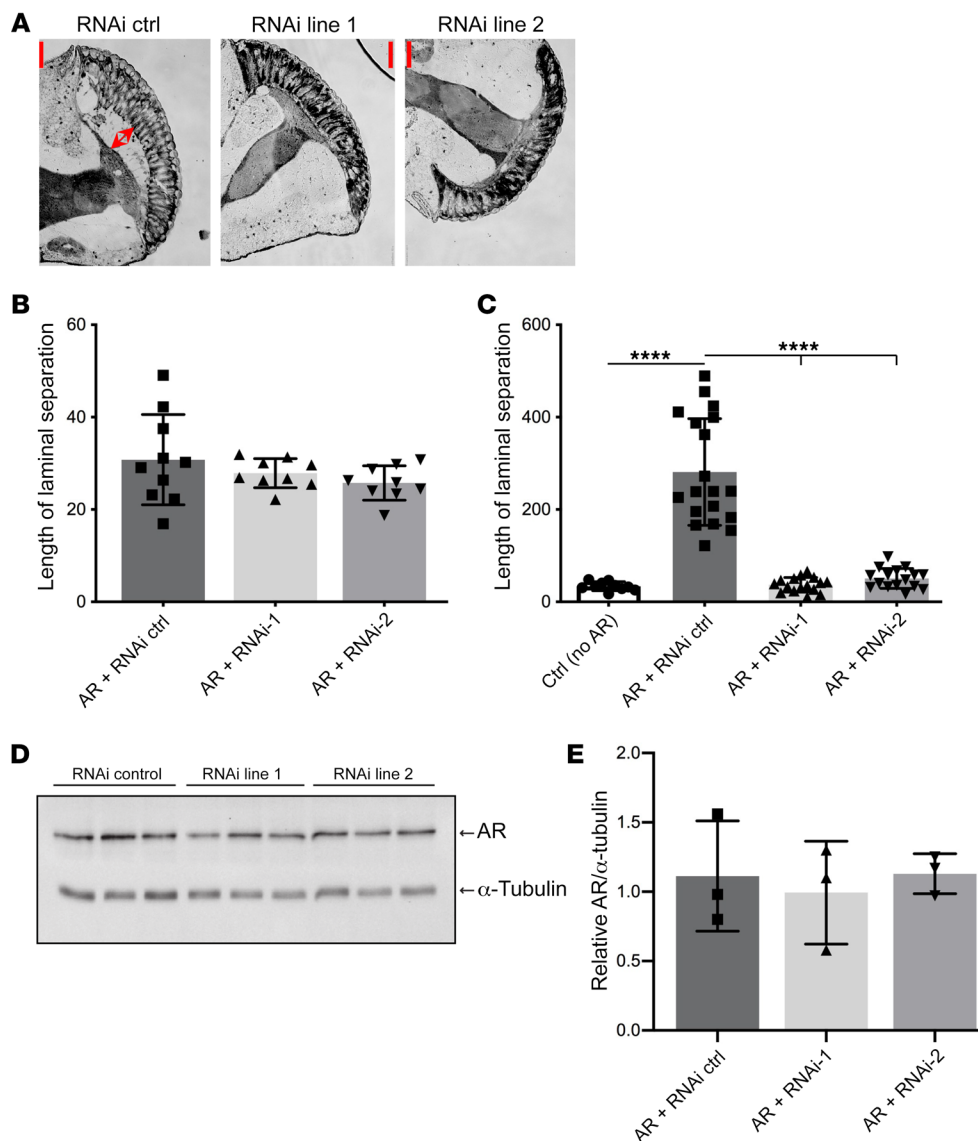 A
RNAi ctrl
RNAi line 1
RNAi line 2
B
Length of laminal separation
60
40
20
0
AR + RNAi ctrl
AR + RNAi-1
AR + RNAi-2
C
Length of laminal separation
600
400
200
0
****
****
Ctrl (no AR)
AR + RNAi ctrl
AR + RNAi-1
AR + RNAi-2
D
RNAi control
RNAi line 1
RNAi line 2
←AR
←α-Tubulin
E
Relative AR/α-tubulin
2.0
1.5
1.0
0.5
0.0
AR + RNAi ctrl
AR + RNAi-1
AR + RNAi-2